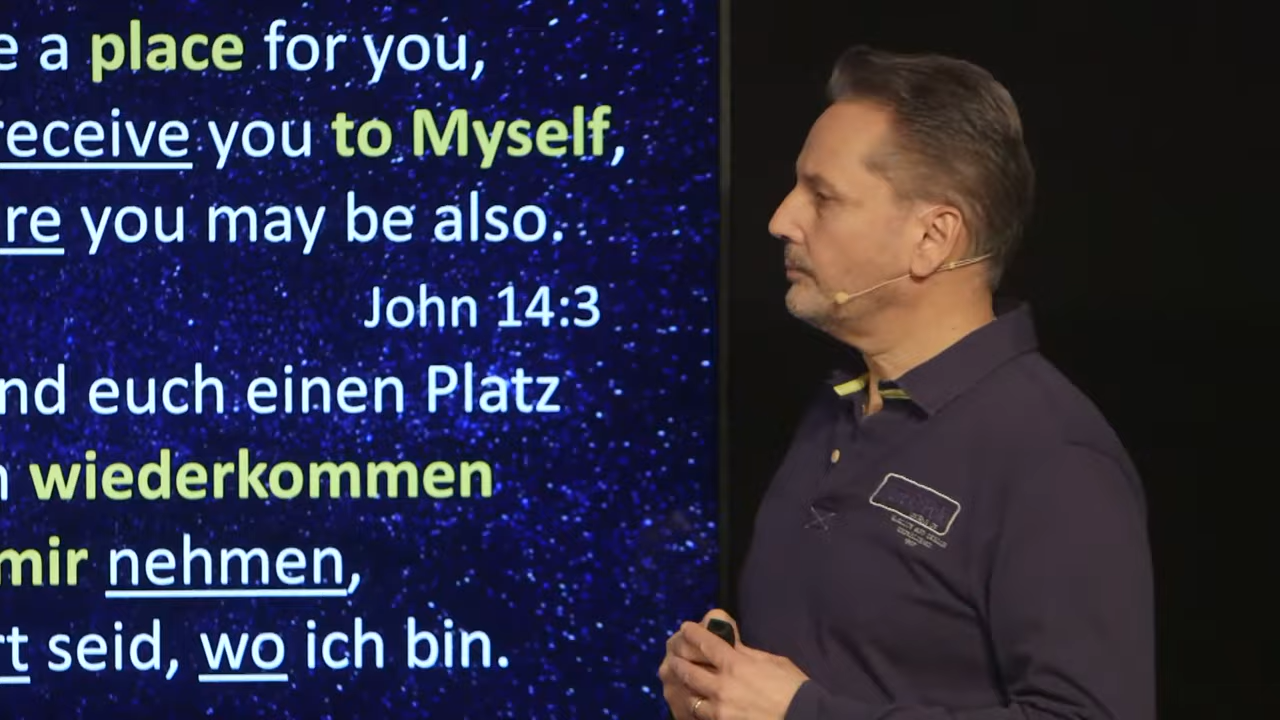 e a place for you,
receive you to Myself,
re you may be also.
John 14:3
nd euch einen Platz
n wiederkommen
mir nehmen,
rt seid, wo ich bin.